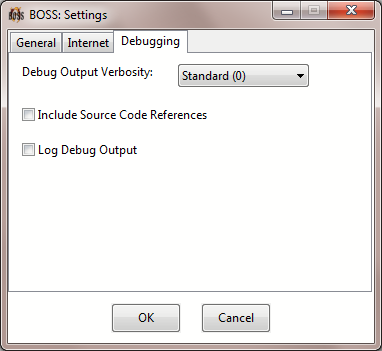 BOSS: Settings
General Internet Debugging
Debug Output Verbosity: Standard (0)
Include Source Code References
Log Debug Output
OK Cancel